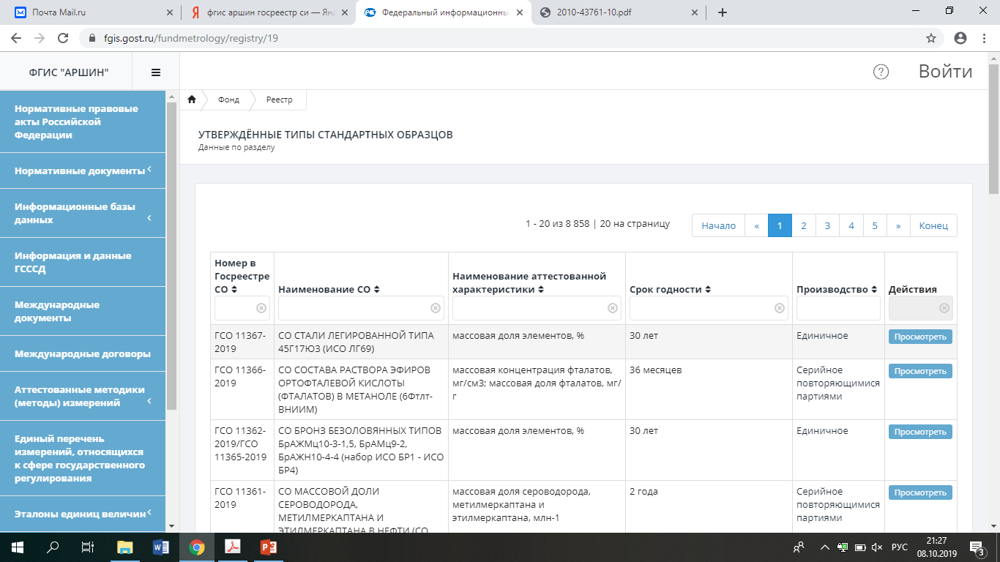 Почта Mail.ru
фгис аршин госреестр си — Ян
Федеральный информационны
2010-43761-10.pdf
fgis.gost.ru/fundmetrology/registry/19
ФГИС "АРШИН"
Войти
Нормативные правовые
акты Российской
Федерации
Нормативные документы
Информационные базы
данных
Информация и данные
ГСССД
Международные
документы
Международные договоры
Аттестованные методики
(методы) измерений
Единый перечень
измерений, относящихся
к сфере государственного
регулирования
Эталоны единиц величин
Фонд
Реестр
УТВЕРЖДЁННЫЕ ТИПЫ СТАНДАРТНЫХ ОБРАЗЦОВ
Данные по разделу
1 - 20 из 8 858 | 20 на страницу
Начало « 1 2 3 4 5 » Конец
Номер в
Госреестре
СО
Наименование СО
Наименование аттестованной
характеристики
Срок годности
Производство
Действия
ГСО 11367-
2019
СО СТАЛИ ЛЕГИРОВАННОЙ ТИПА
45Г17Ю3 (ИСО ЛГ69)
массовая доля элементов, %
30 лет
Единичное
Просмотреть
ГСО 11366-
2019
СО СОСТАВА РАСТВОРА ЭФИРОВ
ОРТОФТАЛЕВОЙ КИСЛОТЫ
(ФТАЛАТОВ) В МЕТАНОЛЕ (6Фтлт-
ВНИИМ)
массовая концентрация фталатов,
мг/см3; массовая доля фталатов, мг/
г
36 месяцев
Серийное
повторяющимися
партиями
Просмотреть
ГСО 11362-
2019/ГСО
11365-2019
СО БРОНЗ БЕЗОЛОВЯННЫХ ТИПОВ
БрАЖМц10-3-1,5, БрАМц9-2,
БрАЖН10-4-4 (набор ИСО БР1 - ИСО
БР4)
массовая доля элементов, %
30 лет
Единичное
Просмотреть
ГСО 11361-
2019
СО МАССОВОЙ ДОЛИ
СЕРОВОДОРОДА,
МЕТИЛМЕРКАПТАНА И
ЭТИЛМЕРКАПТАНА В НЕФТИ (СО
массовая доля сероводорода,
метилмеркаптана и
этилмеркаптана, млн-1
2 года
Серийное
повторяющимися
партиями
Просмотреть
РУС
21:27
08.10.2019
3